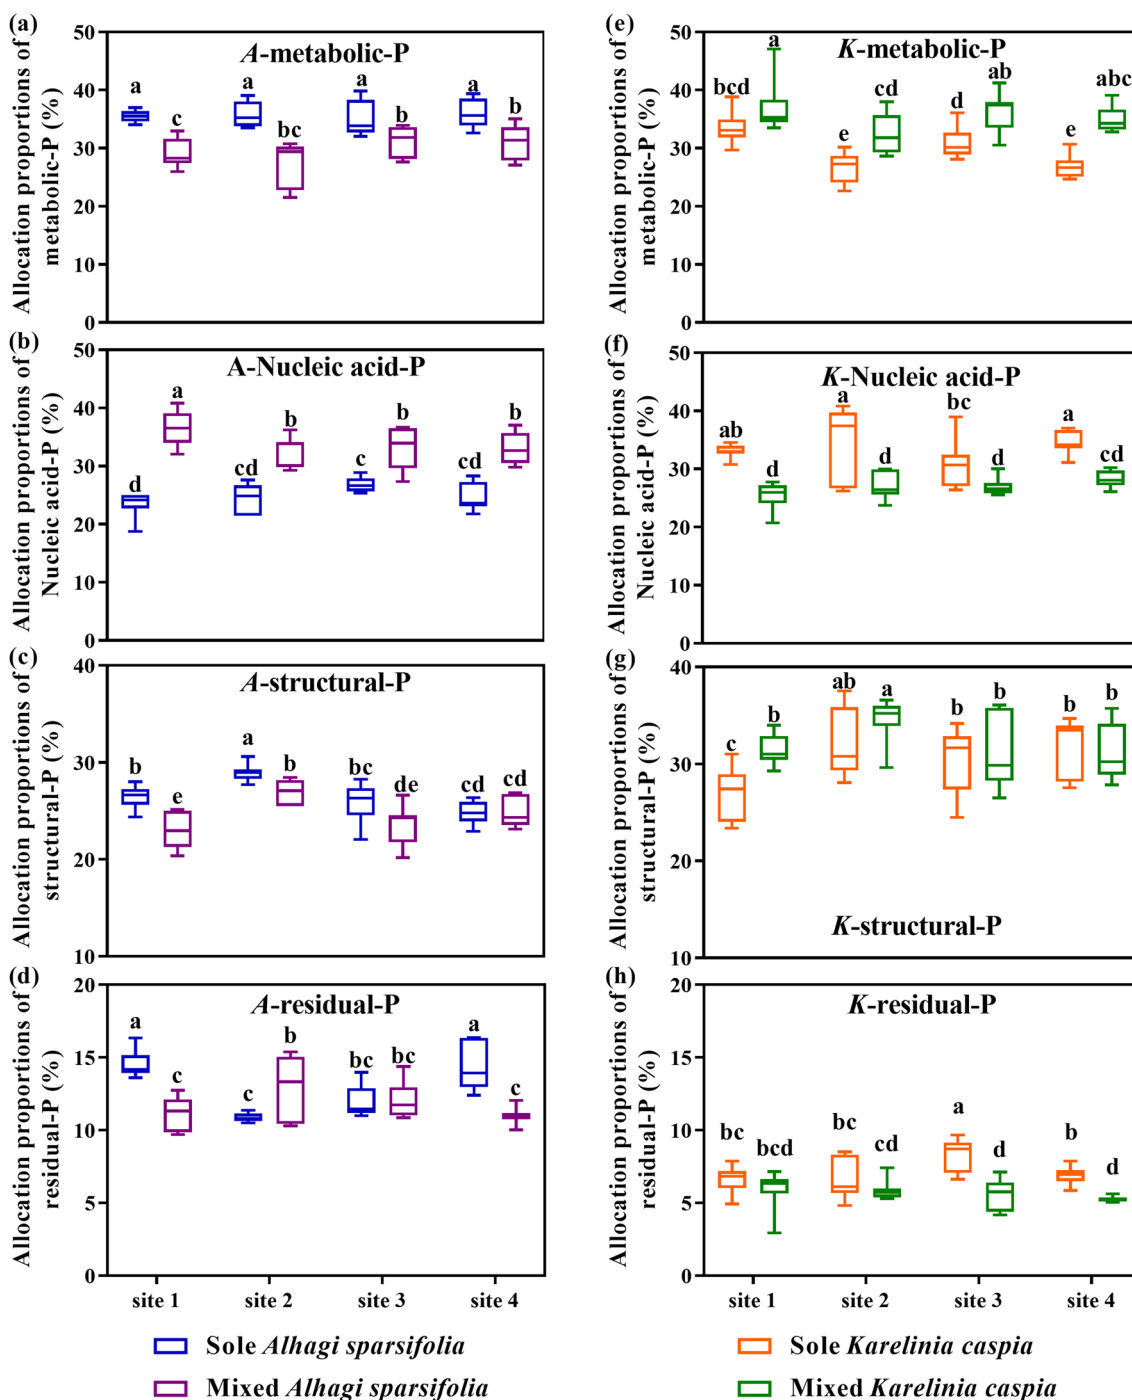 (a)
Allocation proportions of
metabolic-P (%)
A-metabolic-P
50
40
30
20
10
0
a
c
a
bc
a
b
a
b
(e)
Allocation proportions of
metabolic-P (%)
K-metabolic-P
50
40
30
20
10
0
bcd
a
e
cd
d
ab
e
abc
(b)
Allocation proportions of
Nucleic acid-P (%)
A-Nucleic acid-P
50
40
30
20
10
0
d
a
cd
b
c
b
cd
b
(f)
Allocation proportions of
Nucleic acid-P (%)
K-Nucleic acid-P
50
40
30
20
10
0
ab
d
a
d
bc
d
a
cd
(c)
Allocation proportions of
structural-P (%)
A-structural-P
40
30
20
10
b
e
a
b
bc
de
cd
cd
(g)
Allocation proportions of
structural-P (%)
40
30
20
10
c
b
ab
a
b
b
b
b
K-structural-P
(d)
Allocation proportions of
residual-P (%)
A-residual-P
20
15
10
5
0
a
c
c
b
bc
bc
a
c
site 1
site 2
site 3
site 4
(h)
Allocation proportions of
residual-P (%)
K-residual-P
20
15
10
5
0
bc
bcd
bc
cd
a
d
b
d
site 1
site 2
site 3
site 4
Sole Alhagi sparsifolia
Mixed Alhagi sparsifolia
Sole Karelinia caspia
Mixed Karelinia caspia